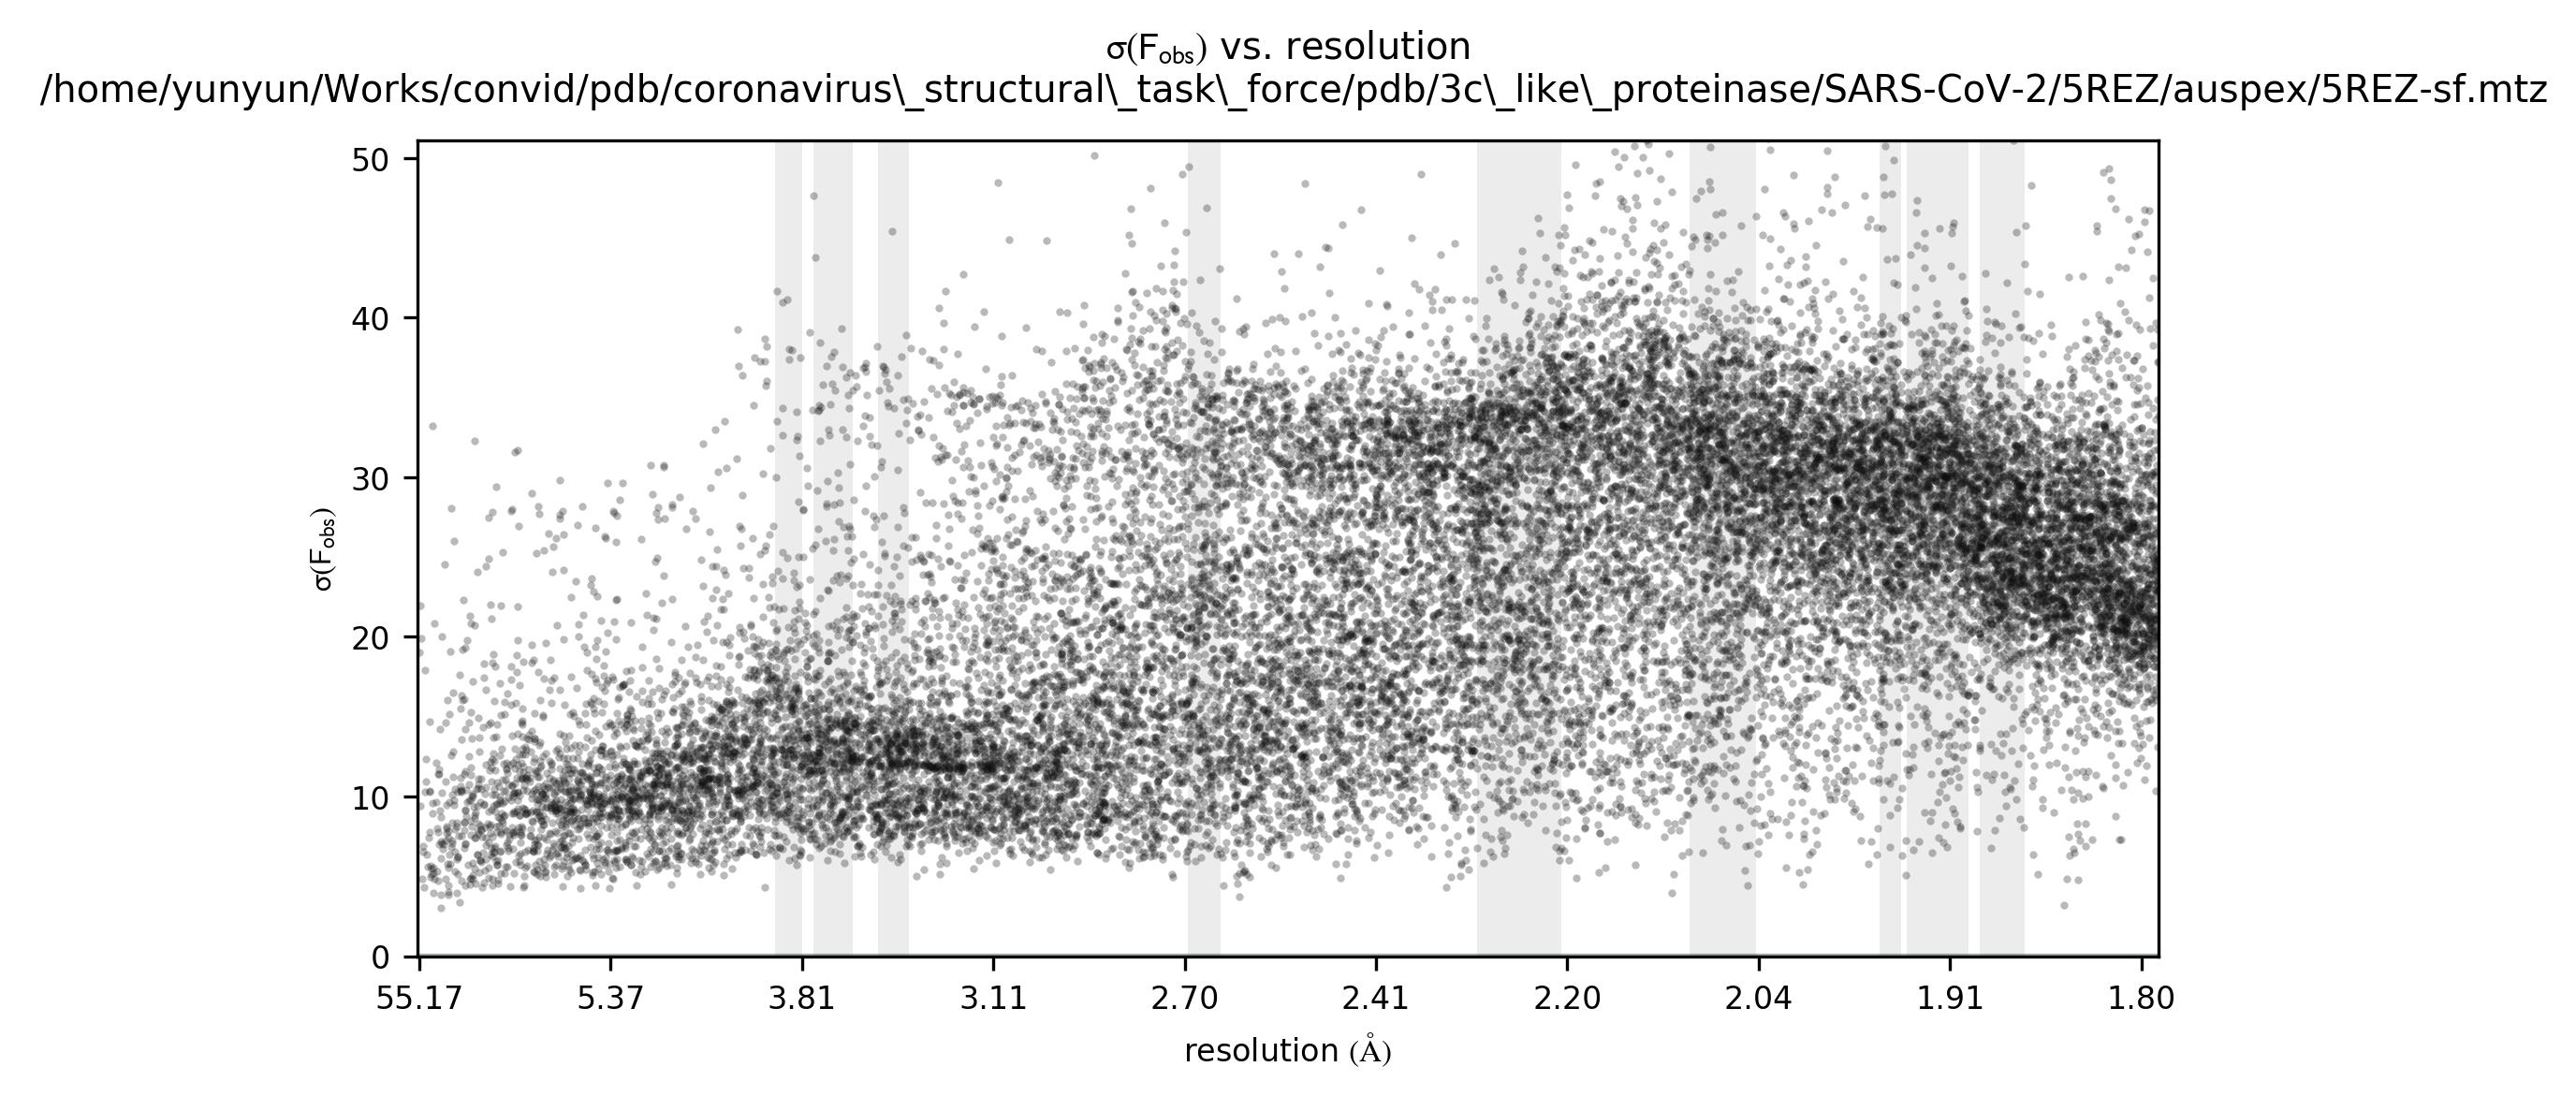 σ(Fobs) vs. resolution
/home/yunyun/Works/convid/pdb/coronavirus\_structural\_task\_force/pdb/3c\_like\_proteinase/SARS-CoV-2/5REZ/auspex/5REZ-sf.mtz
50
40
30
20
10
0
σ(Fobs)
55.17 5.37 3.81 3.11 2.70 2.41 2.20 2.04 1.91 1.80
resolution (Å)